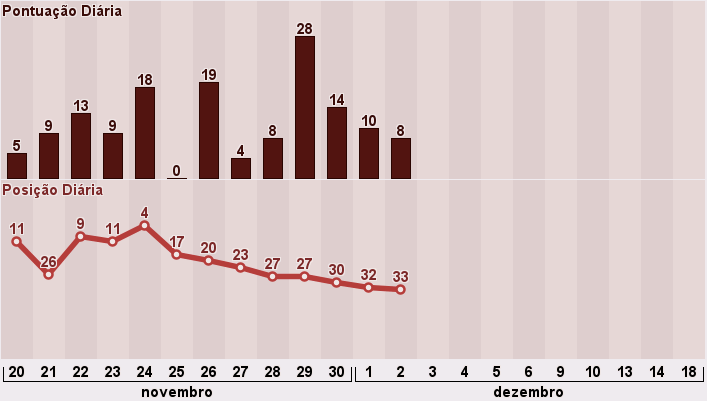 Pontuação Diária
5 9 13 9 18 0 19 4 8 28 14 10 8
Posição Diária
11 26 9 11 4 17 20 23 27 27 30 32 33
20 21 22 23 24 25 26 27 28 29 30 1 2 3 4 5 6 9 10 13 14 18
novembro dezembro